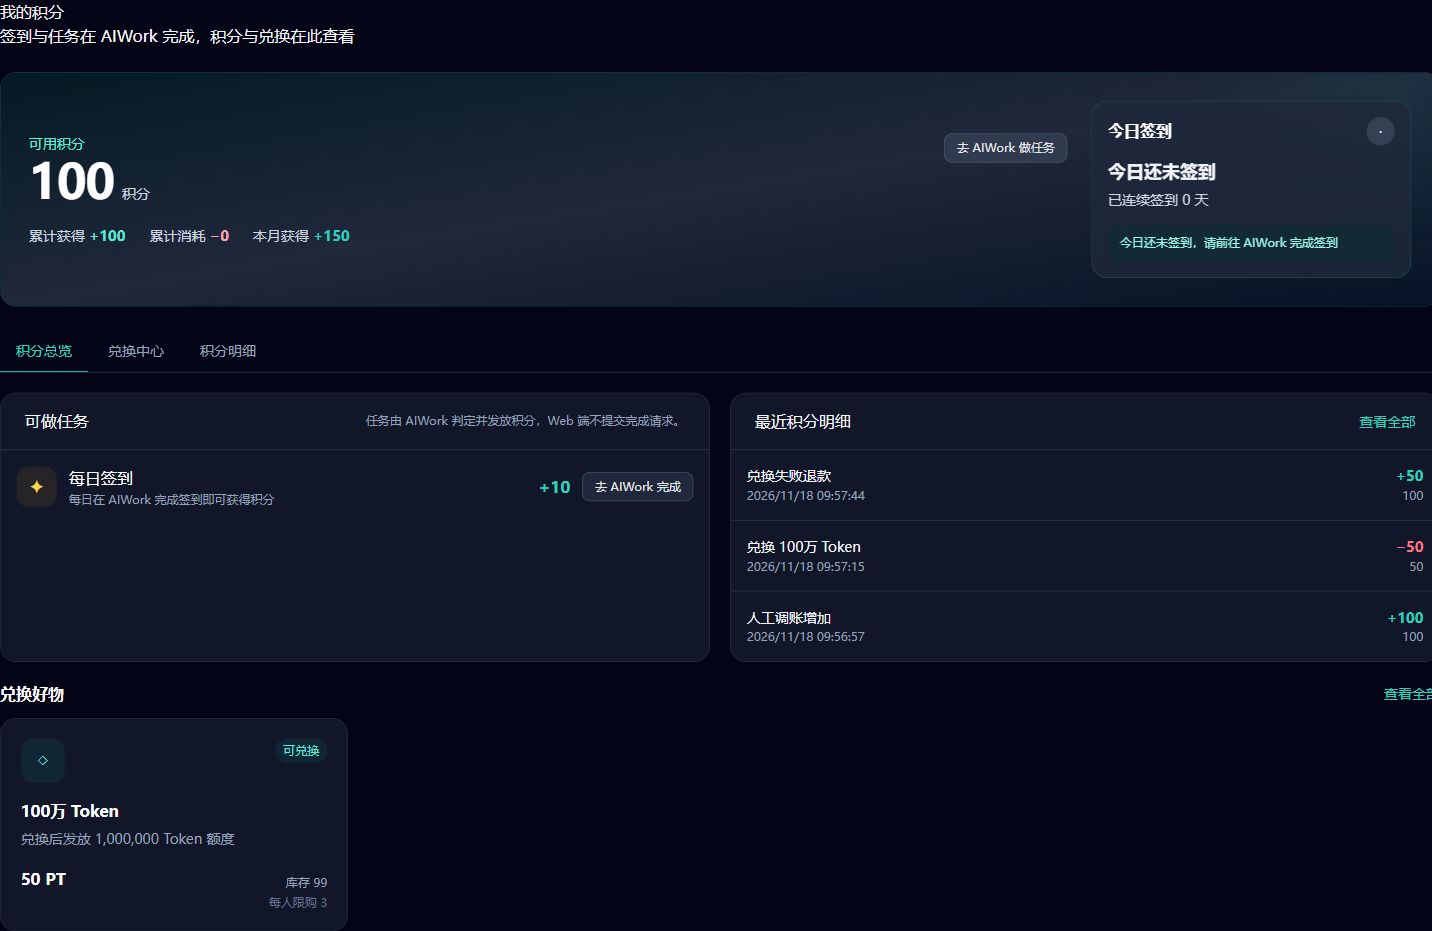 我的积分
签到与任务在 AIWork 完成，积分与兑换在此查看
可用积分
100 积分
累计获得 +100 累计消耗 −0 本月获得 +150
去 AIWork 做任务
今日签到
今日还未签到
已连续签到 0 天
今日还未签到，请前往 AIWork 完成签到
积分总览 兑换中心 积分明细
可做任务 任务由 AIWork 判定并发放积分，Web 端不提交完成请求。
每日签到
每日在 AIWork 完成签到即可获得积分
+10 去 AIWork 完成
最近积分明细 查看全部
兑换失败退款 +50
2026/11/18 09:57:44 100
兑换 100万 Token −50
2026/11/18 09:57:15 50
人工调账增加 +100
2026/11/18 09:56:57 100
兑换好物 查看全部
可兑换
100万 Token
兑换后发放 1,000,000 Token 额度
50 PT 库存 99
每人限购 3